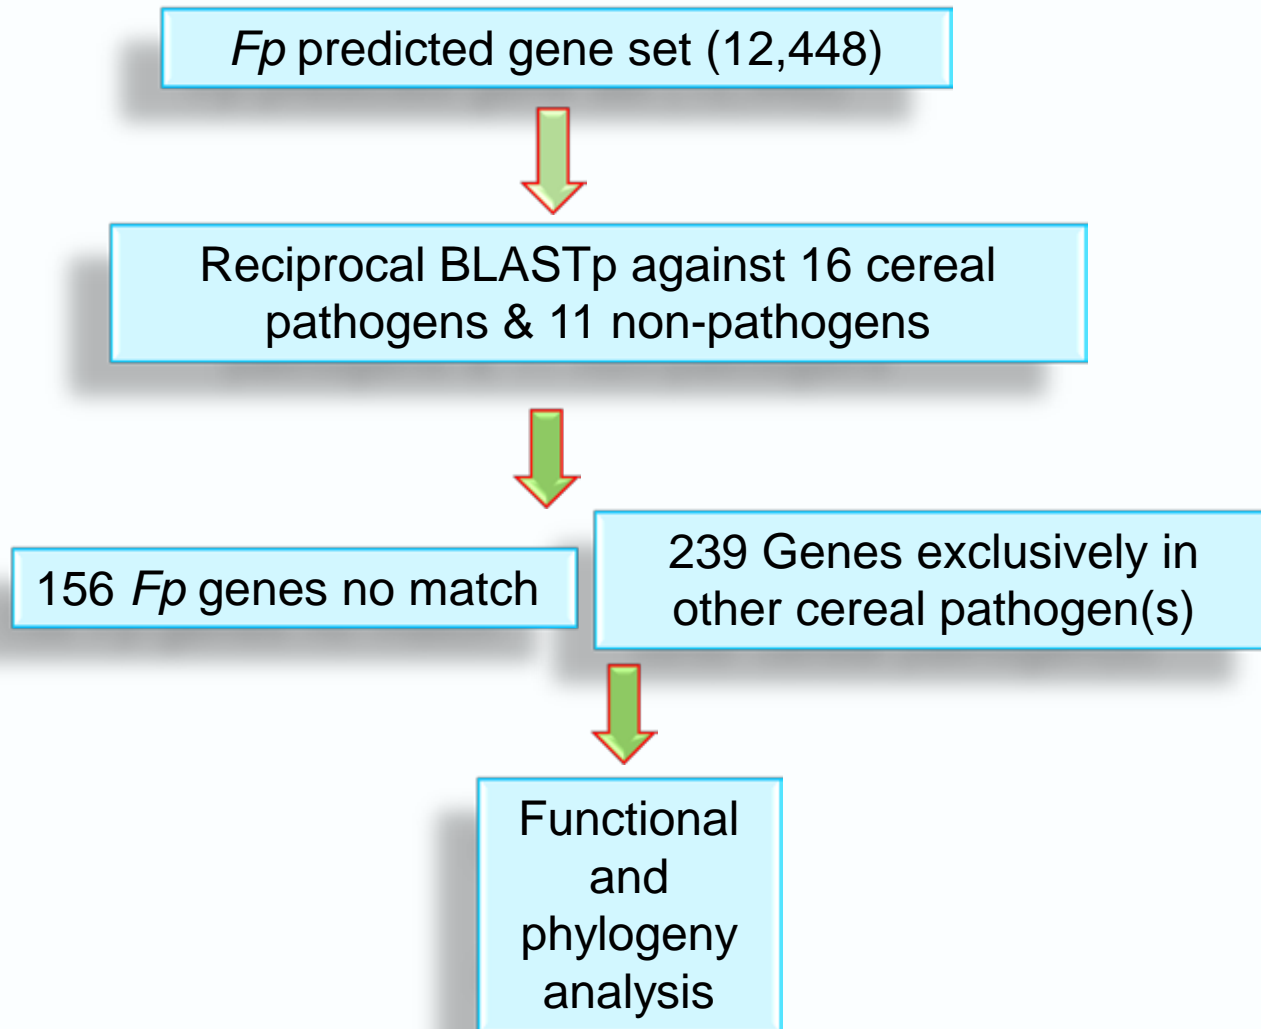 Fp predicted gene set (12,448)
Reciprocal BLASTp against 16 cereal
pathogens & 11 non-pathogens
156 Fp genes no match
239 Genes exclusively in
other cereal pathogen(s)
Functional
and
phylogeny
analysis